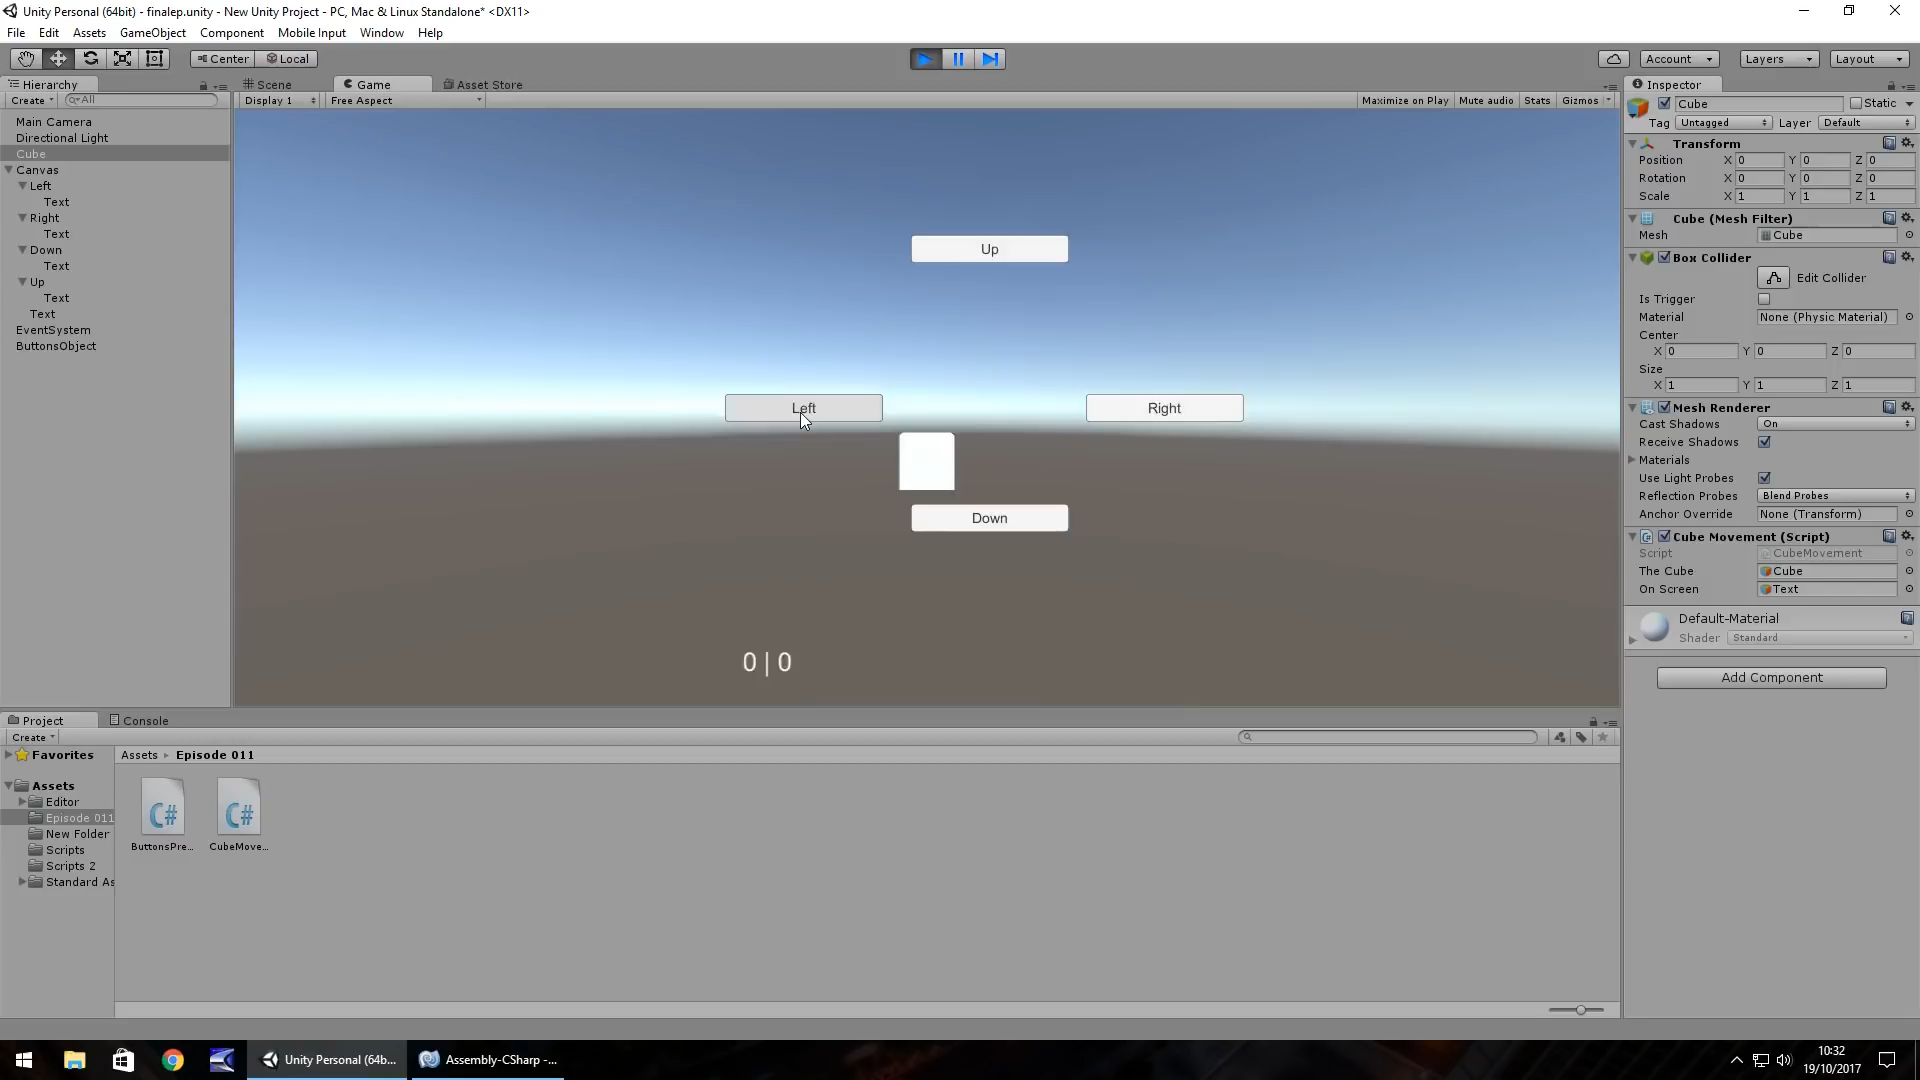 Unity Personal (64bit) - finalep.unity - New Unity Project - PC, Mac & Linux Standalone* <DX11>
File Edit Assets GameObject Component Mobile Input Window Help
Center Local Account Layers Layout
Hierarchy Scene Game Asset Store Inspector
Create All Display 1 Free Aspect Maximize on Play Mute audio Stats Gizmos
Cube Static
Tag Untagged Layer Default
Main Camera
Directional Light
Cube
Canvas
Left
Text
Right
Text
Down
Text
Up
Text
Text
EventSystem
ButtonsObject
Up
Left Right
Down
0 | 0
Transform
Position X 0 Y 0 Z 0
Rotation X 0 Y 0 Z 0
Scale X 1 Y 1 Z 1
Cube (Mesh Filter)
Mesh Cube
Box Collider
Edit Collider
Is Trigger
Material None (Physic Material)
Center
X 0 Y 0 Z 0
Size
X 1 Y 1 Z 1
Mesh Renderer
Cast Shadows On
Receive Shadows
Materials
Use Light Probes
Reflection Probes Blend Probes
Anchor Override None (Transform)
Cube Movement (Script)
Script CubeMovement
The Cube Cube
On Screen Text
Default-Material
Shader Standard
Add Component
Project Console
Create
Favorites
Assets
Editor
Episode 011
New Folder
Scripts
Scripts 2
Standard As
Assets Episode 011
C# C#
ButtonsPre... CubeMove...
Unity Personal (64b... Assembly-CSharp -...
10:32
19/10/2017